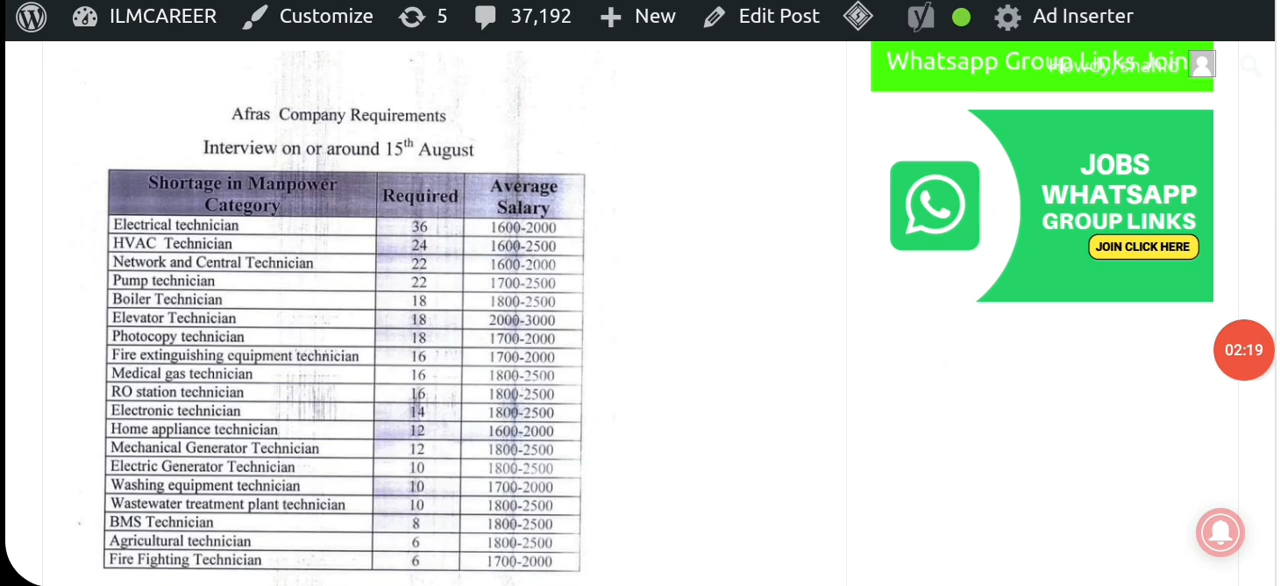 ILMCAREER Customize 5 37,192 New Edit Post Ad Inserter
Whatsapp Group Links Join
Howdy, shahid
Afras Company Requirements
Interview on or around 15th August
Shortage in Manpower Category Required Average Salary
Electrical technician 36 1600-2000
HVAC Technician 24 1600-2500
Network and Central Technician 22 1600-2000
Pump technician 22 1700-2500
Boiler Technician 18 1800-2500
Elevator Technician 18 2000-3000
Photocopy technician 18 1700-2000
Fire extinguishing equipment technician 16 1700-2000
Medical gas technician 16 1800-2500
RO station technician 16 1800-2500
Electronic technician 14 1800-2500
Home appliance technician 12 1600-2000
Mechanical Generator Technician 12 1800-2500
Electric Generator Technician 10 1800-2500
Washing equipment technician 10 1700-2000
Wastewater treatment plant technician 10 1800-2500
BMS Technician 8 1800-2500
Agricultural technician 6 1800-2500
Fire Fighting Technician 6 1700-2000
JOBS
WHATSAPP
GROUP LINKS
JOIN CLICK HERE
02:19